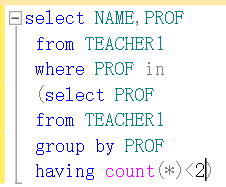 select NAME,PROF
from TEACHER1
where PROF in
(select PROF
from TEACHER1
group by PROF
having count(*)<2)